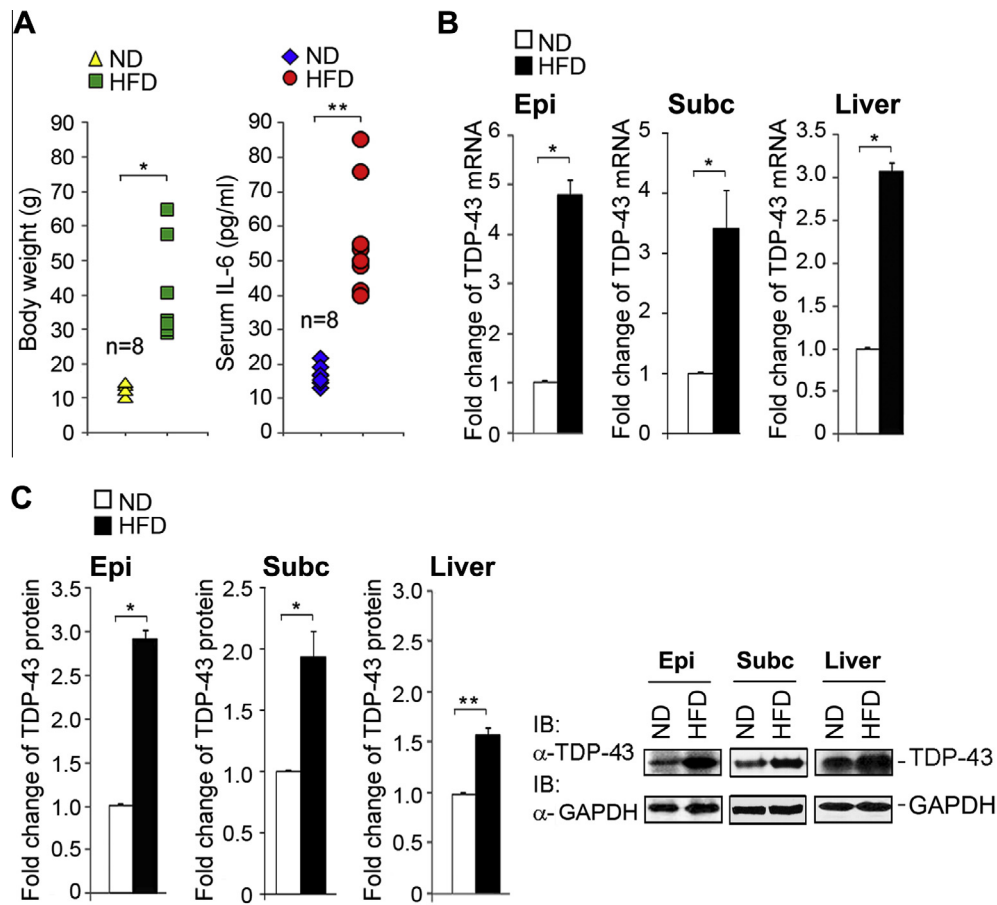 A
ND
HFD
Body weight (g)
90
80
70
60
50
40
30
20
10
0
*
n=8
ND
HFD
Serum IL-6 (pg/ml)
90
80
70
60
50
40
30
20
10
0
**
n=8
B
ND
HFD
Epi
Fold change of TDP-43 mRNA
6
5
4
3
2
1
0
*
Subc
Fold change of TDP-43 mRNA
5
4
3
2
1
0
*
Liver
Fold change of TDP-43 mRNA
3.5
3.0
2.5
2.0
1.5
1.0
0.5
0
*
C
ND
HFD
Epi
Fold change of TDP-43 protein
3.5
3.0
2.5
2.0
1.5
1.0
0.5
0
*
Subc
Fold change of TDP-43 protein
2.5
2.0
1.5
1.0
0.5
0
*
Liver
Fold change of TDP-43 protein
3.0
2.5
2.0
1.5
1.0
0.5
0
**
Epi Subc Liver
ND HFD ND HFD ND HFD
IB:
α-TDP-43
-TDP-43
IB:
α-GAPDH
-GAPDH